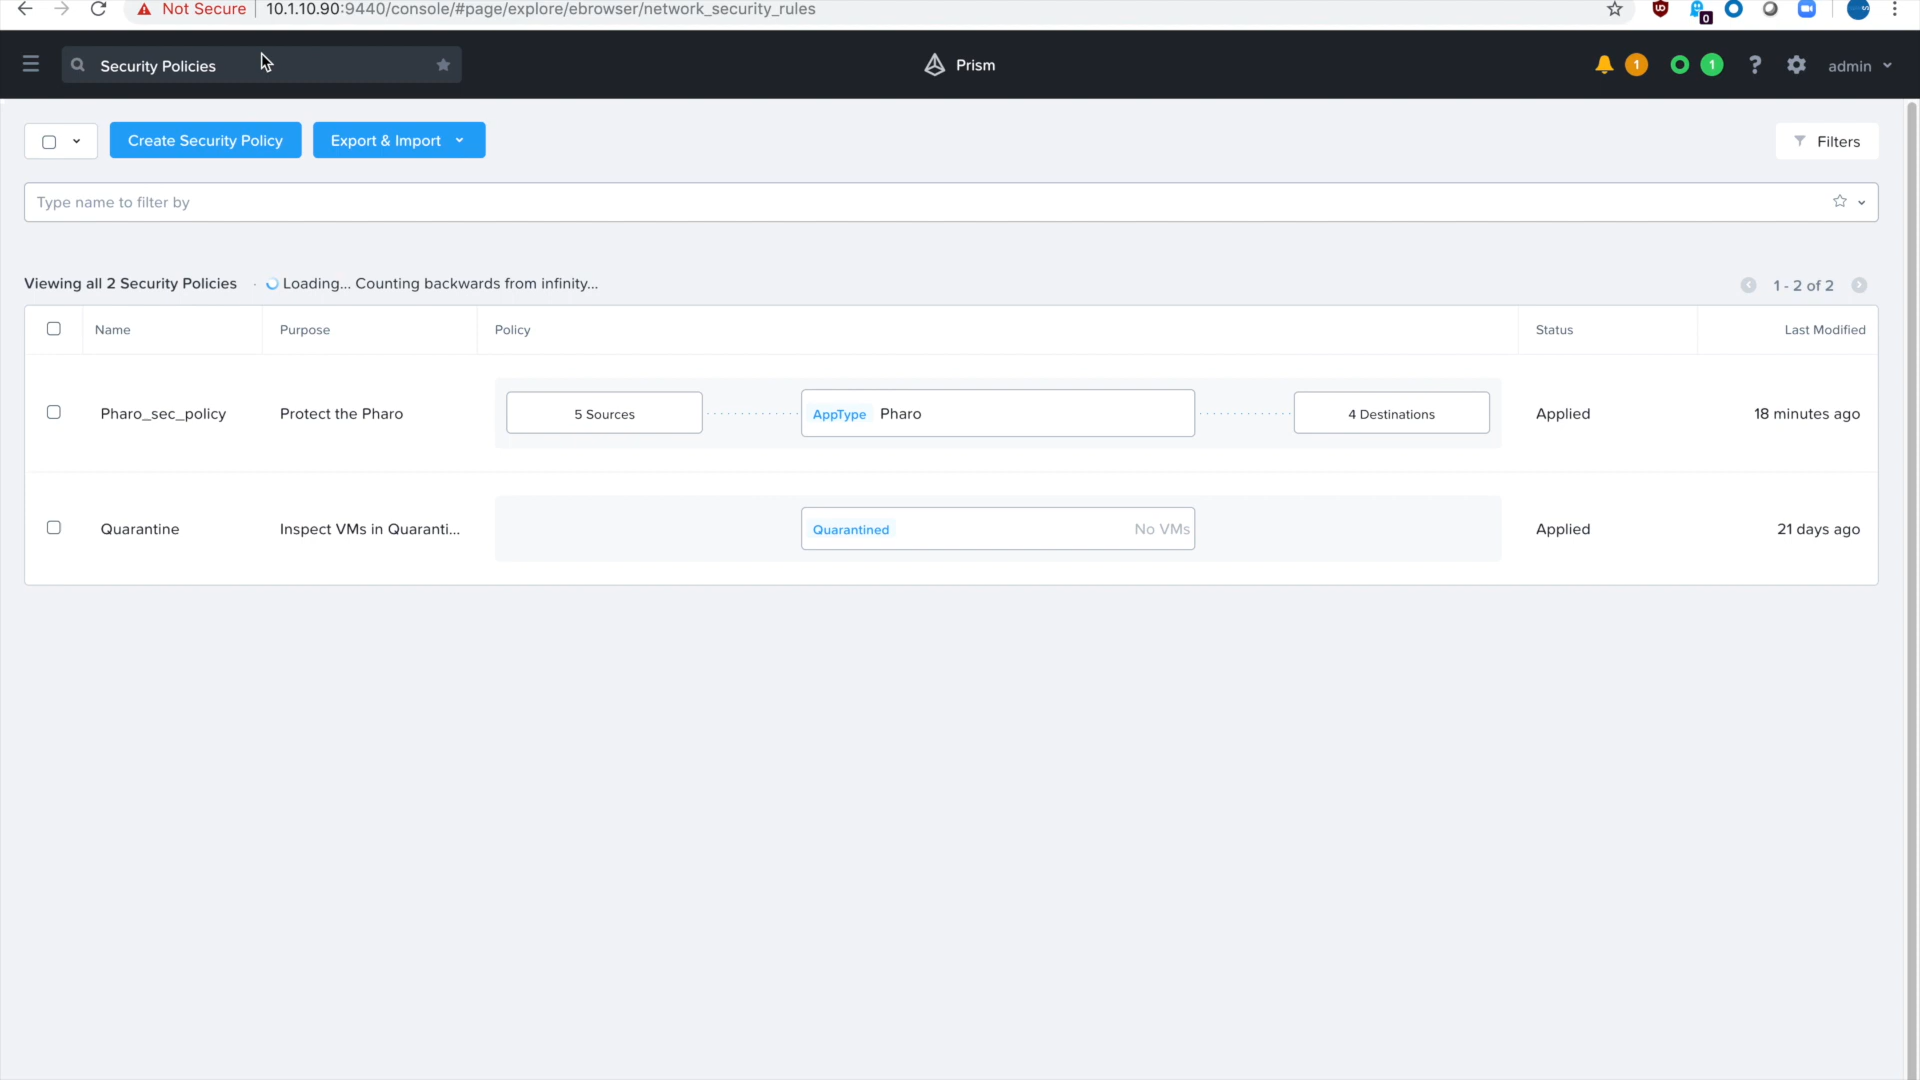 Not Secure 10.1.10.90:9440/console/#page/explore/ebrowser/network_security_rules
0
Security Policies
Prism
1
1
?
admin
Create Security Policy
Export & Import
Filters
Type name to filter by
Viewing all 2 Security Policies · Loading... Counting backwards from infinity...
1 - 2 of 2
Name Purpose Policy Status Last Modified
Pharo_sec_policy Protect the Pharo 5 Sources AppType Pharo 4 Destinations Applied 18 minutes ago
Quarantine Inspect VMs in Quaranti... Quarantined No VMs Applied 21 days ago